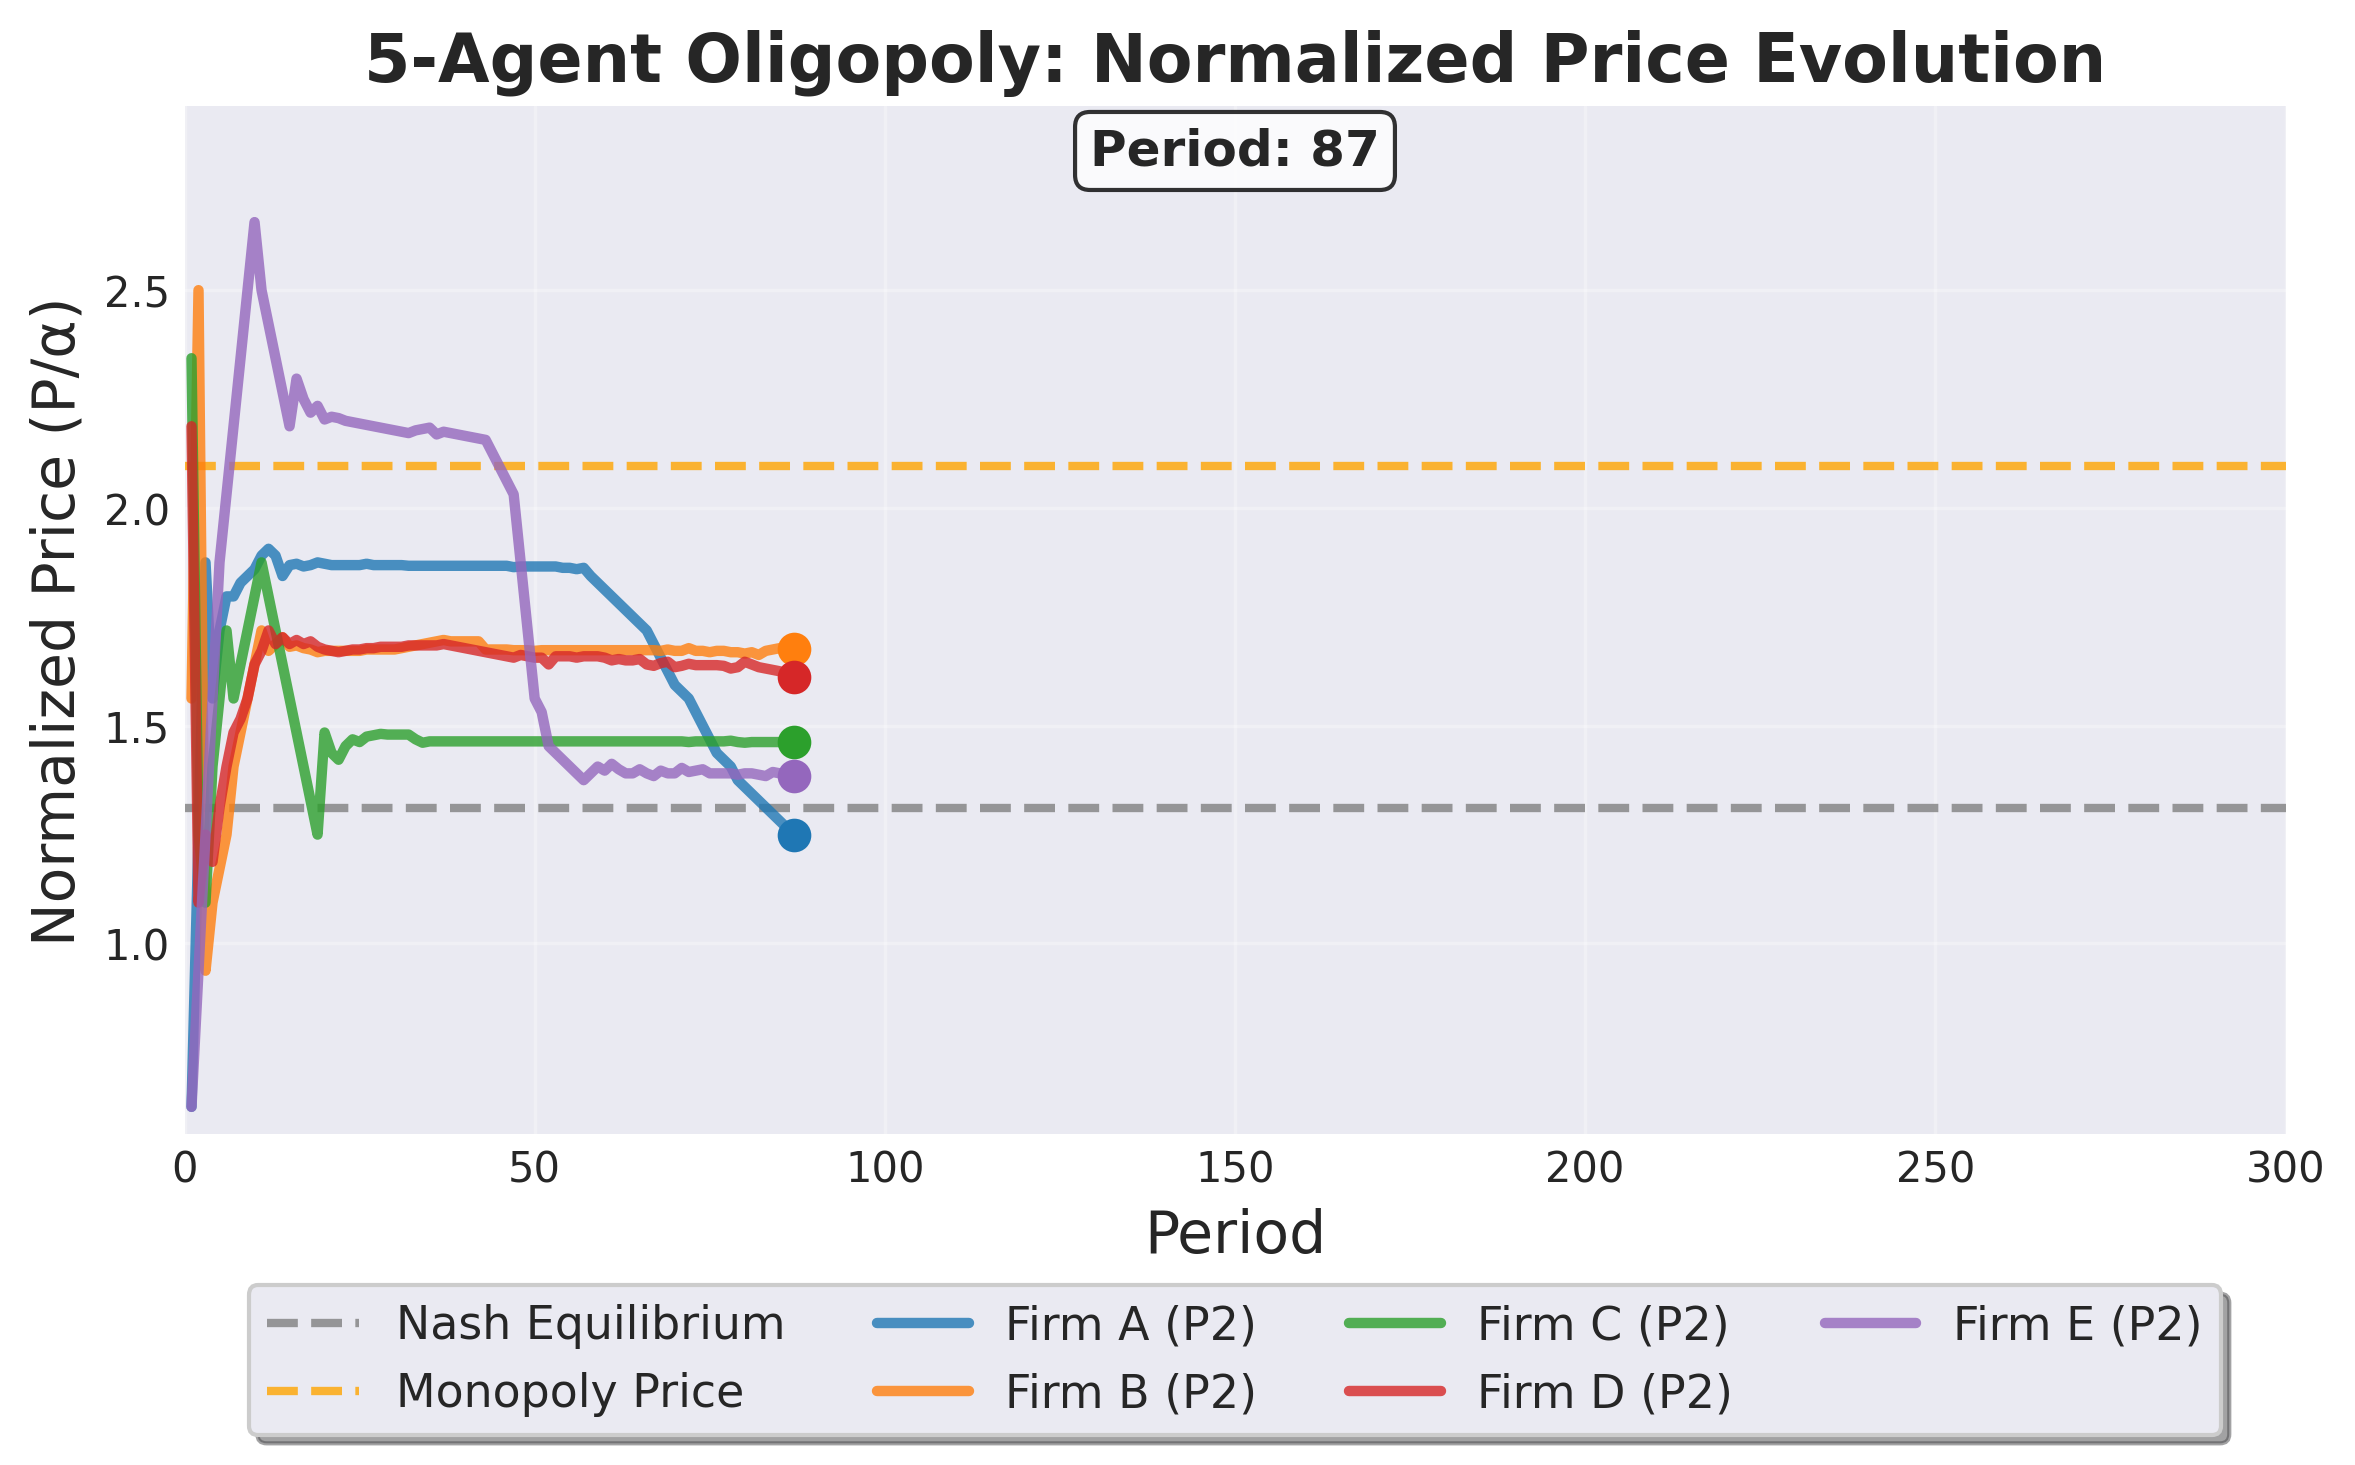 5-Agent Oligopoly: Normalized Price Evolution
Period: 87
Normalized Price (P/α)
2.5
2.0
1.5
1.0
0
50
100
150
200
250
300
Period
Nash Equilibrium
Monopoly Price
Firm A (P2)
Firm B (P2)
Firm C (P2)
Firm D (P2)
Firm E (P2)